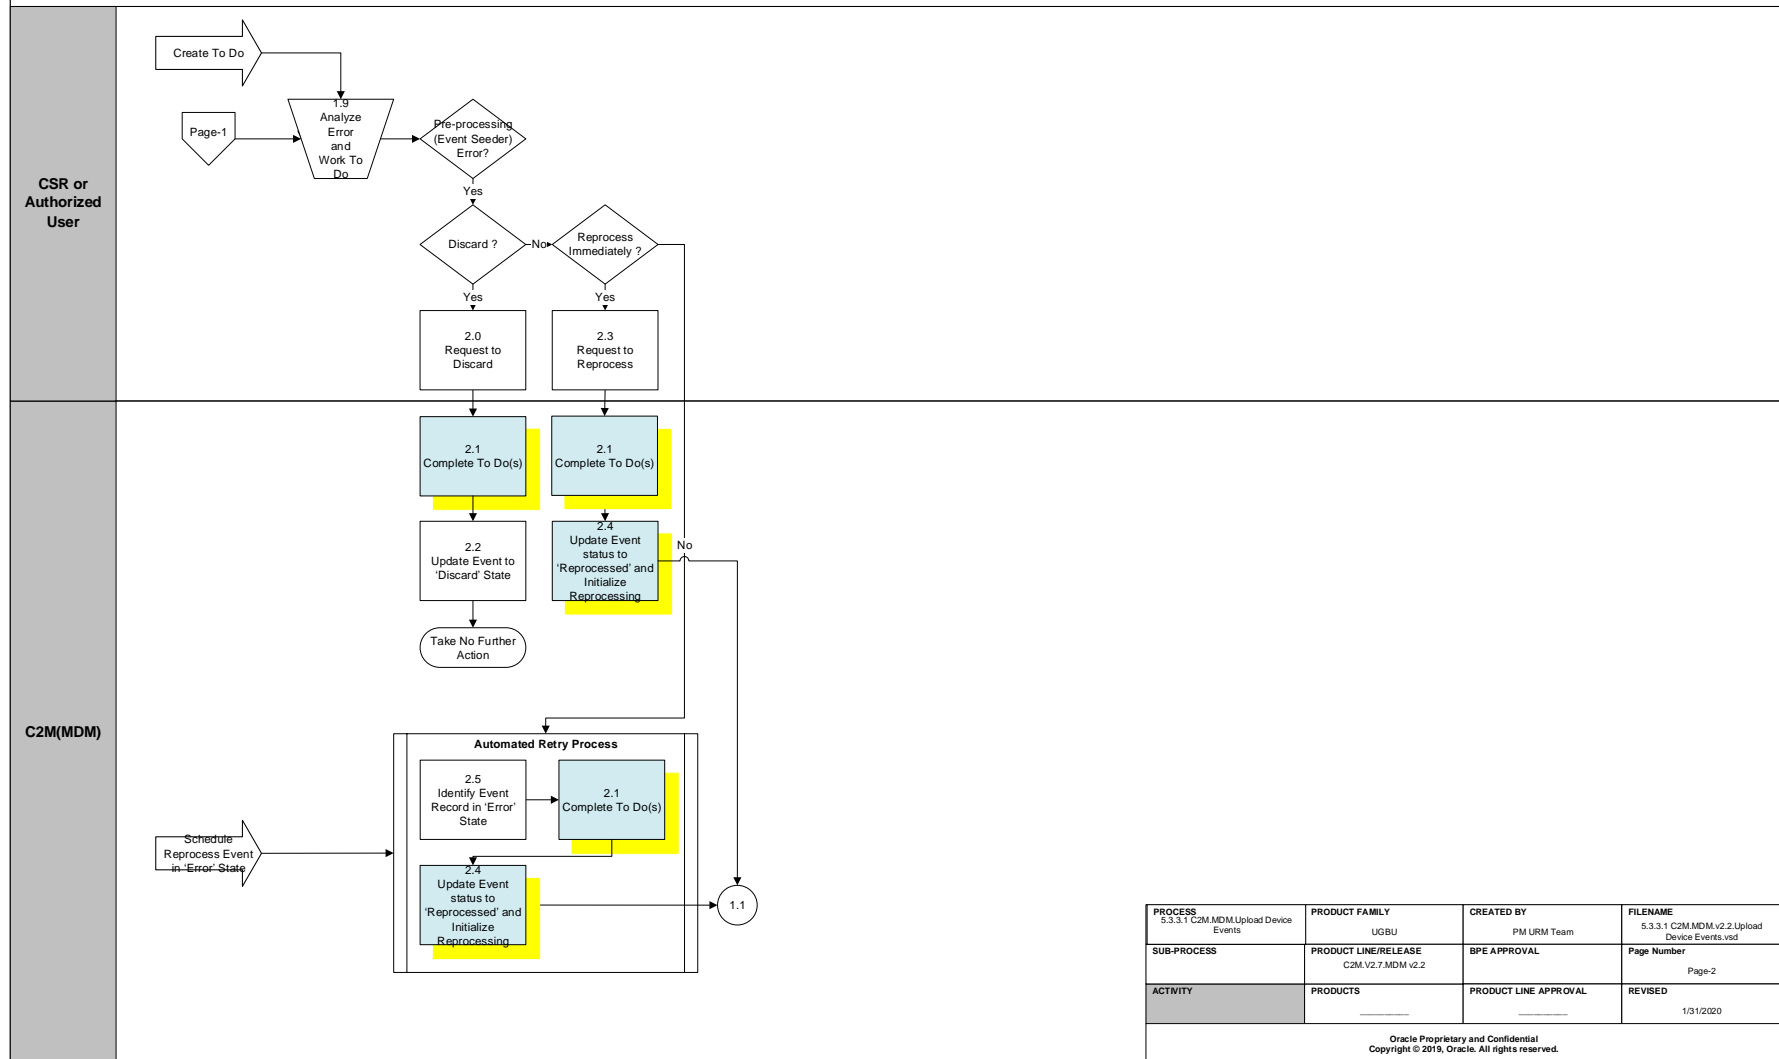 Create To Do
Page-1
1.9
Analyze
Error
and
Work To
Do
Pre-processing
(Event Seeder)
Error?
Yes
CSR or
Authorized
User
Discard ?
No
Reprocess
Immediately ?
Yes
Yes
2.0
Request to
Discard
2.3
Request to
Reprocess
2.1
Complete To Do(s)
2.1
Complete To Do(s)
2.2
Update Event to
‘Discard’ State
2.4
Update Event
status to
‘Reprocessed’ and
Initialize
Reprocessing
No
Take No Further
Action
C2M(MDM)
Automated Retry Process
2.5
Identify Event
Record in ‘Error’
State
2.1
Complete To Do(s)
Schedule
Reprocess Event
in ‘Error’ State
2.4
Update Event
status to
‘Reprocessed’ and
Initialize
Reprocessing
1.1
PROCESS
5.3.3.1 C2M.MDM.Upload Device
Events
PRODUCT FAMILY
UGBU
CREATED BY
PM URM Team
FILENAME
5.3.3.1 C2M.MDM.v2.2.Upload
Device Events.vsd
SUB-PROCESS
PRODUCT LINE/RELEASE
C2M.V2.7.MDM v2.2
BPE APPROVAL
Page Number
Page-2
ACTIVITY
PRODUCTS
___________
PRODUCT LINE APPROVAL
___________
REVISED
1/31/2020
Oracle Proprietary and Confidential
Copyright © 2019, Oracle. All rights reserved.